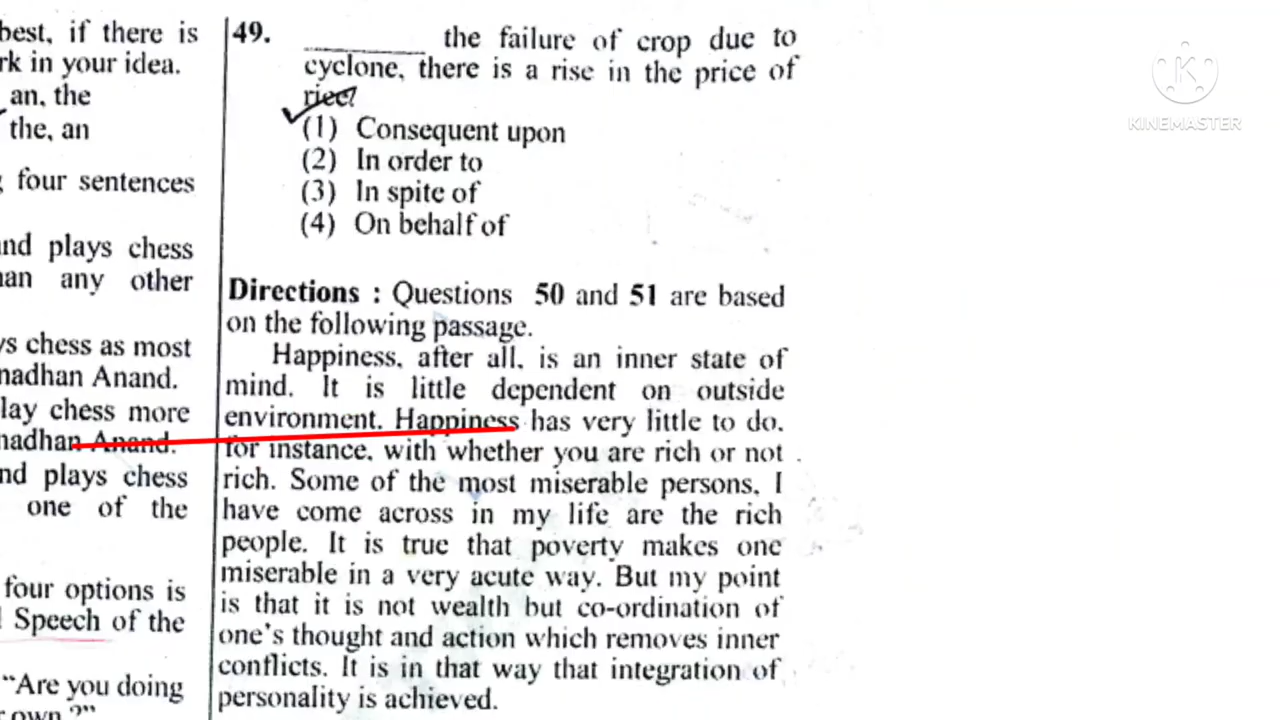 best, if there is
rk in your idea.
an, the
the, an
four sentences
nd plays chess
an any other
ys chess as most
nadhan Anand.
lay chess more
nadhan Anand.
nd plays chess
one of the
four options is
Speech of the
“Are you doing
own ?”
49. ________ the failure of crop due to
cyclone, there is a rise in the price of
rice?
(1) Consequent upon
(2) In order to
(3) In spite of
(4) On behalf of
Directions : Questions 50 and 51 are based
on the following passage.
Happiness, after all, is an inner state of
mind. It is little dependent on outside
environment. Happiness has very little to do,
for instance, with whether you are rich or not
rich. Some of the most miserable persons, I
have come across in my life are the rich
people. It is true that poverty makes one
miserable in a very acute way. But my point
is that it is not wealth but co-ordination of
one’s thought and action which removes inner
conflicts. It is in that way that integration of
personality is achieved.
K
KINEMASTER